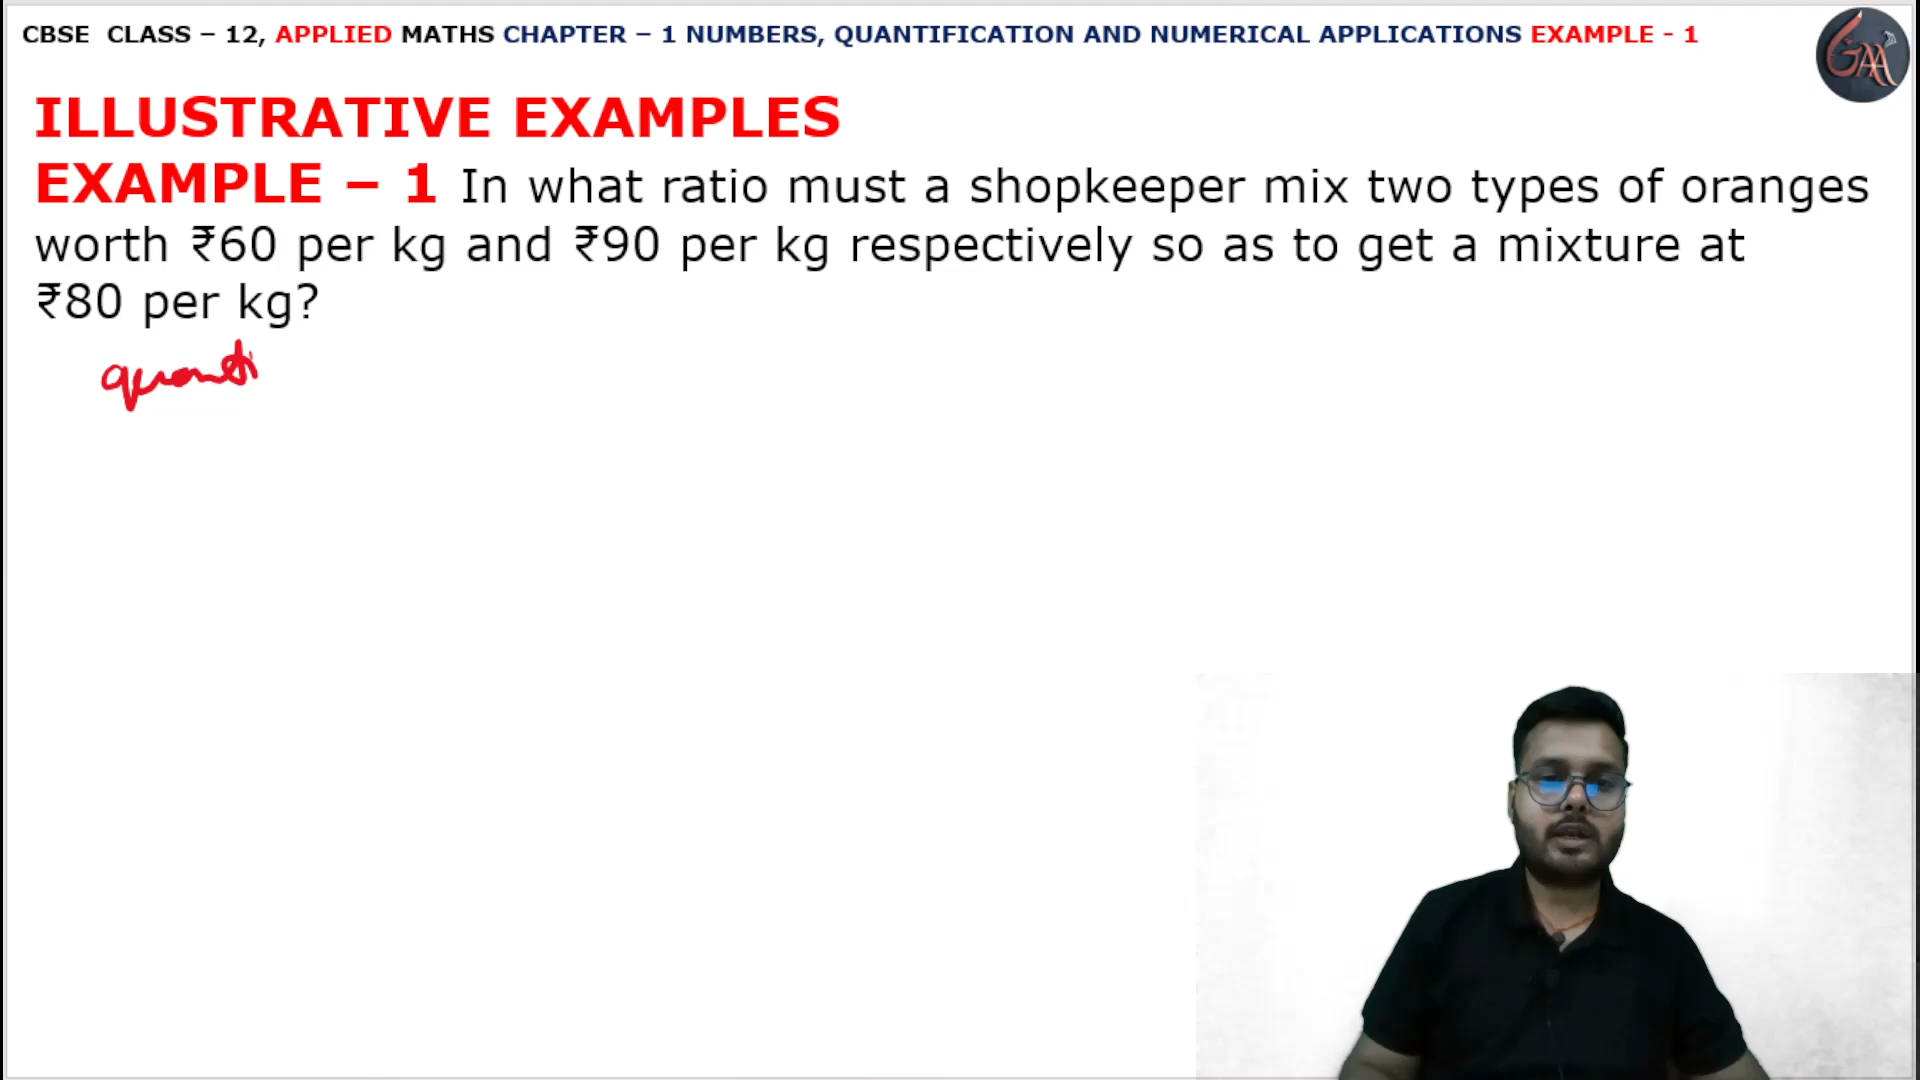 CBSE CLASS – 12, APPLIED MATHS CHAPTER – 1 NUMBERS, QUANTIFICATION AND NUMERICAL APPLICATIONS EXAMPLE - 1
GAA
ILLUSTRATIVE EXAMPLES
EXAMPLE – 1 In what ratio must a shopkeeper mix two types of oranges
worth ₹60 per kg and ₹90 per kg respectively so as to get a mixture at
₹80 per kg?
quanti